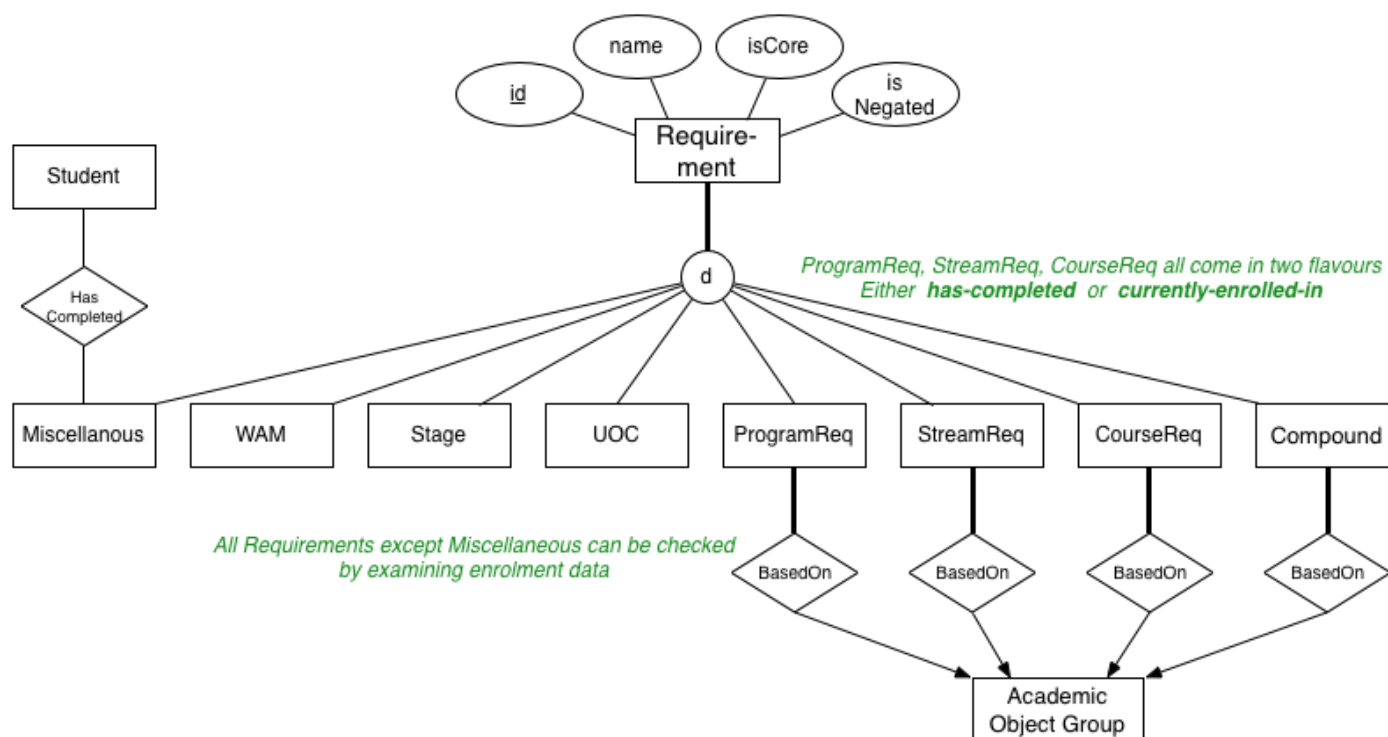 name
isCore
id
is
Negated
Require-
ment
Student
d
ProgramReq, StreamReq, CourseReq all come in two flavours
Either has-completed or currently-enrolled-in
Has
Completed
Miscellanous
WAM
Stage
UOC
ProgramReq
StreamReq
CourseReq
Compound
All Requirements except Miscellaneous can be checked
by examining enrolment data
BasedOn
BasedOn
BasedOn
BasedOn
Academic
Object Group